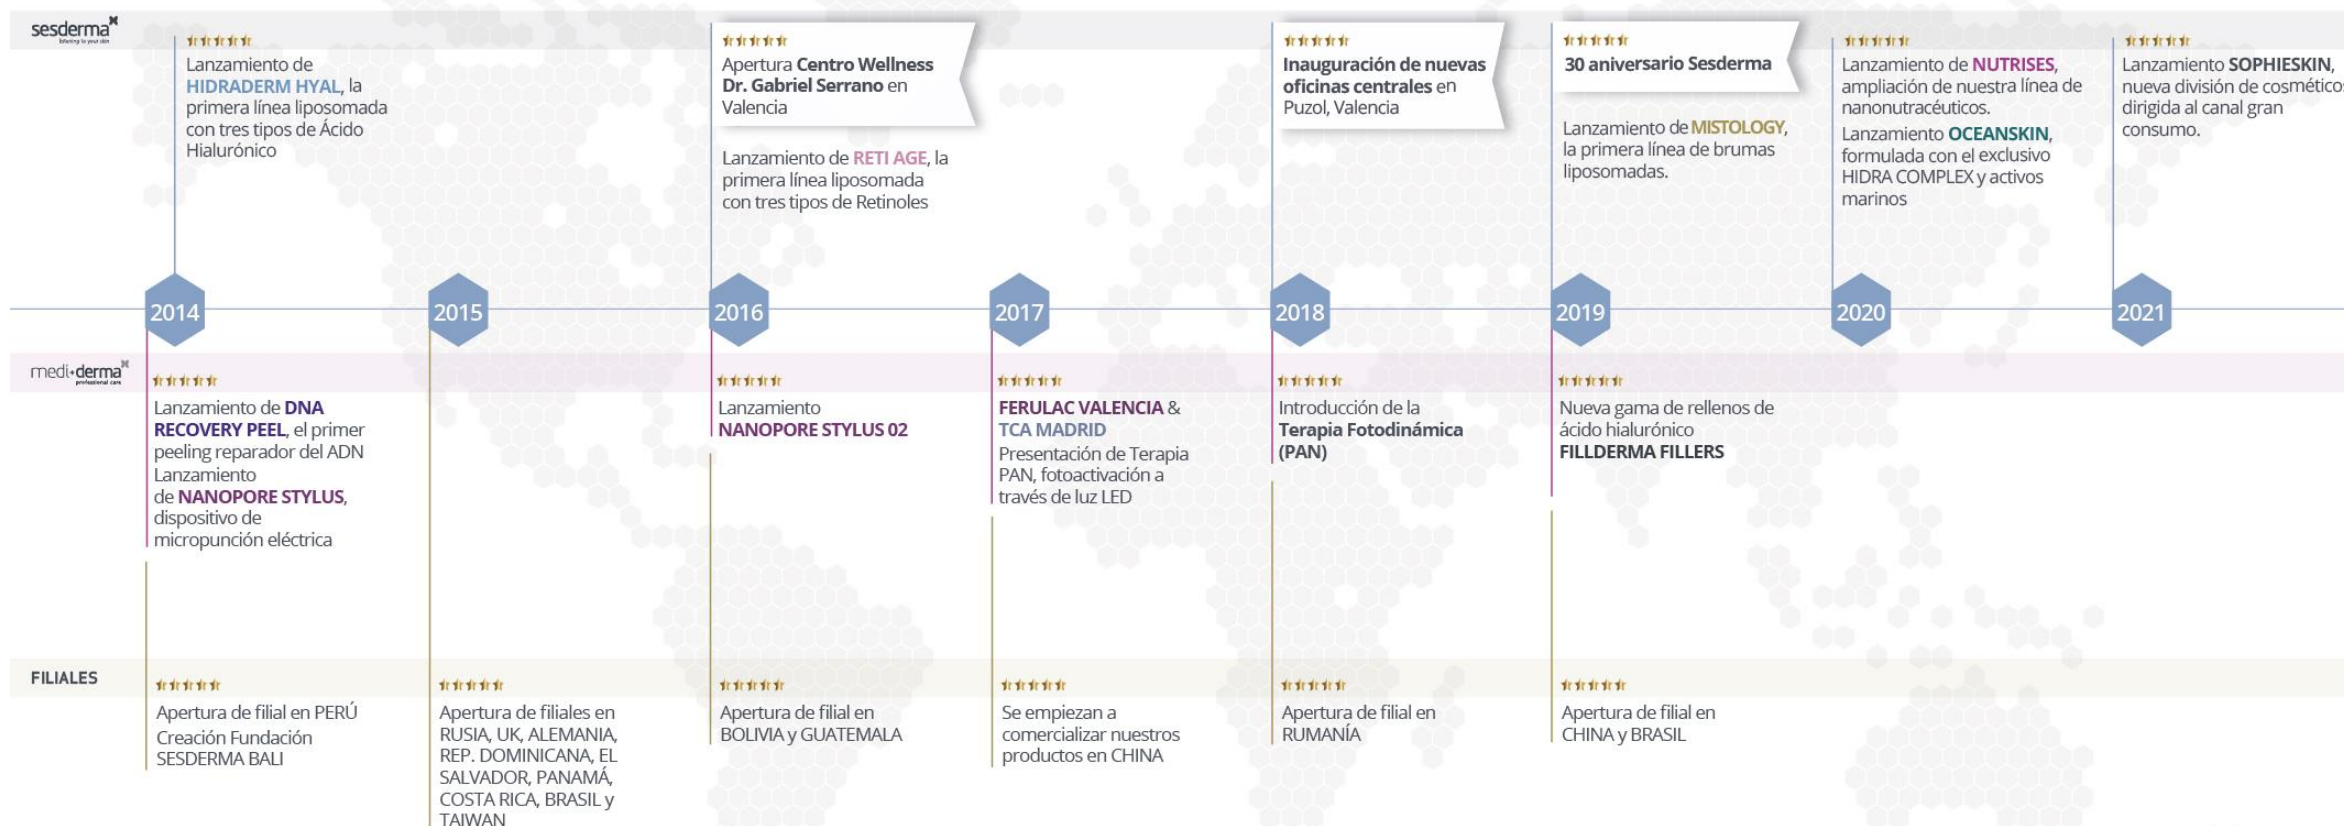 sesderma
listening to your skin
Lanzamiento de
HIDRADERM HYAL, la
primera línea liposomada
con tres tipos de Ácido
Hialurónico
Apertura Centro Wellness
Dr. Gabriel Serrano en
Valencia
Lanzamiento de RETI AGE, la
primera línea liposomada
con tres tipos de Retinoles
Inauguración de nuevas
oficinas centrales en
Puzol, Valencia
30 aniversario Sesderma
Lanzamiento de MISTOLOGY,
la primera línea de brumas
liposomadas.
Lanzamiento de NUTRISES,
ampliación de nuestra línea de
nanonutracéuticos.
Lanzamiento OCEANSKIN,
formulada con el exclusivo
HIDRA COMPLEX y activos
marinos
Lanzamiento SOPHIESKIN,
nueva división de cosmético
dirigida al canal gran
consumo.
2014
2015
2016
2017
2018
2019
2020
2021
medi+derma
professional care
Lanzamiento de DNA
RECOVERY PEEL, el primer
peeling reparador del ADN
Lanzamiento
de NANOPORE STYLUS,
dispositivo de
micropunción eléctrica
Lanzamiento
NANOPORE STYLUS 02
FERULAC VALENCIA &
TCA MADRID
Presentación de Terapia
PAN, fotoactivación a
través de luz LED
Introducción de la
Terapia Fotodinámica
(PAN)
Nueva gama de rellenos de
ácido hialurónico
FILLDERMA FILLERS
FILIALES
Apertura de filial en PERÚ
Creación Fundación
SESDERMA BALI
Apertura de filiales en
RUSIA, UK, ALEMANIA,
REP. DOMINICANA, EL
SALVADOR, PANAMÁ,
COSTA RICA, BRASIL y
TAIWAN
Apertura de filial en
BOLIVIA y GUATEMALA
Se empiezan a
comercializar nuestros
productos en CHINA
Apertura de filial en
RUMANÍA
Apertura de filial en
CHINA y BRASIL